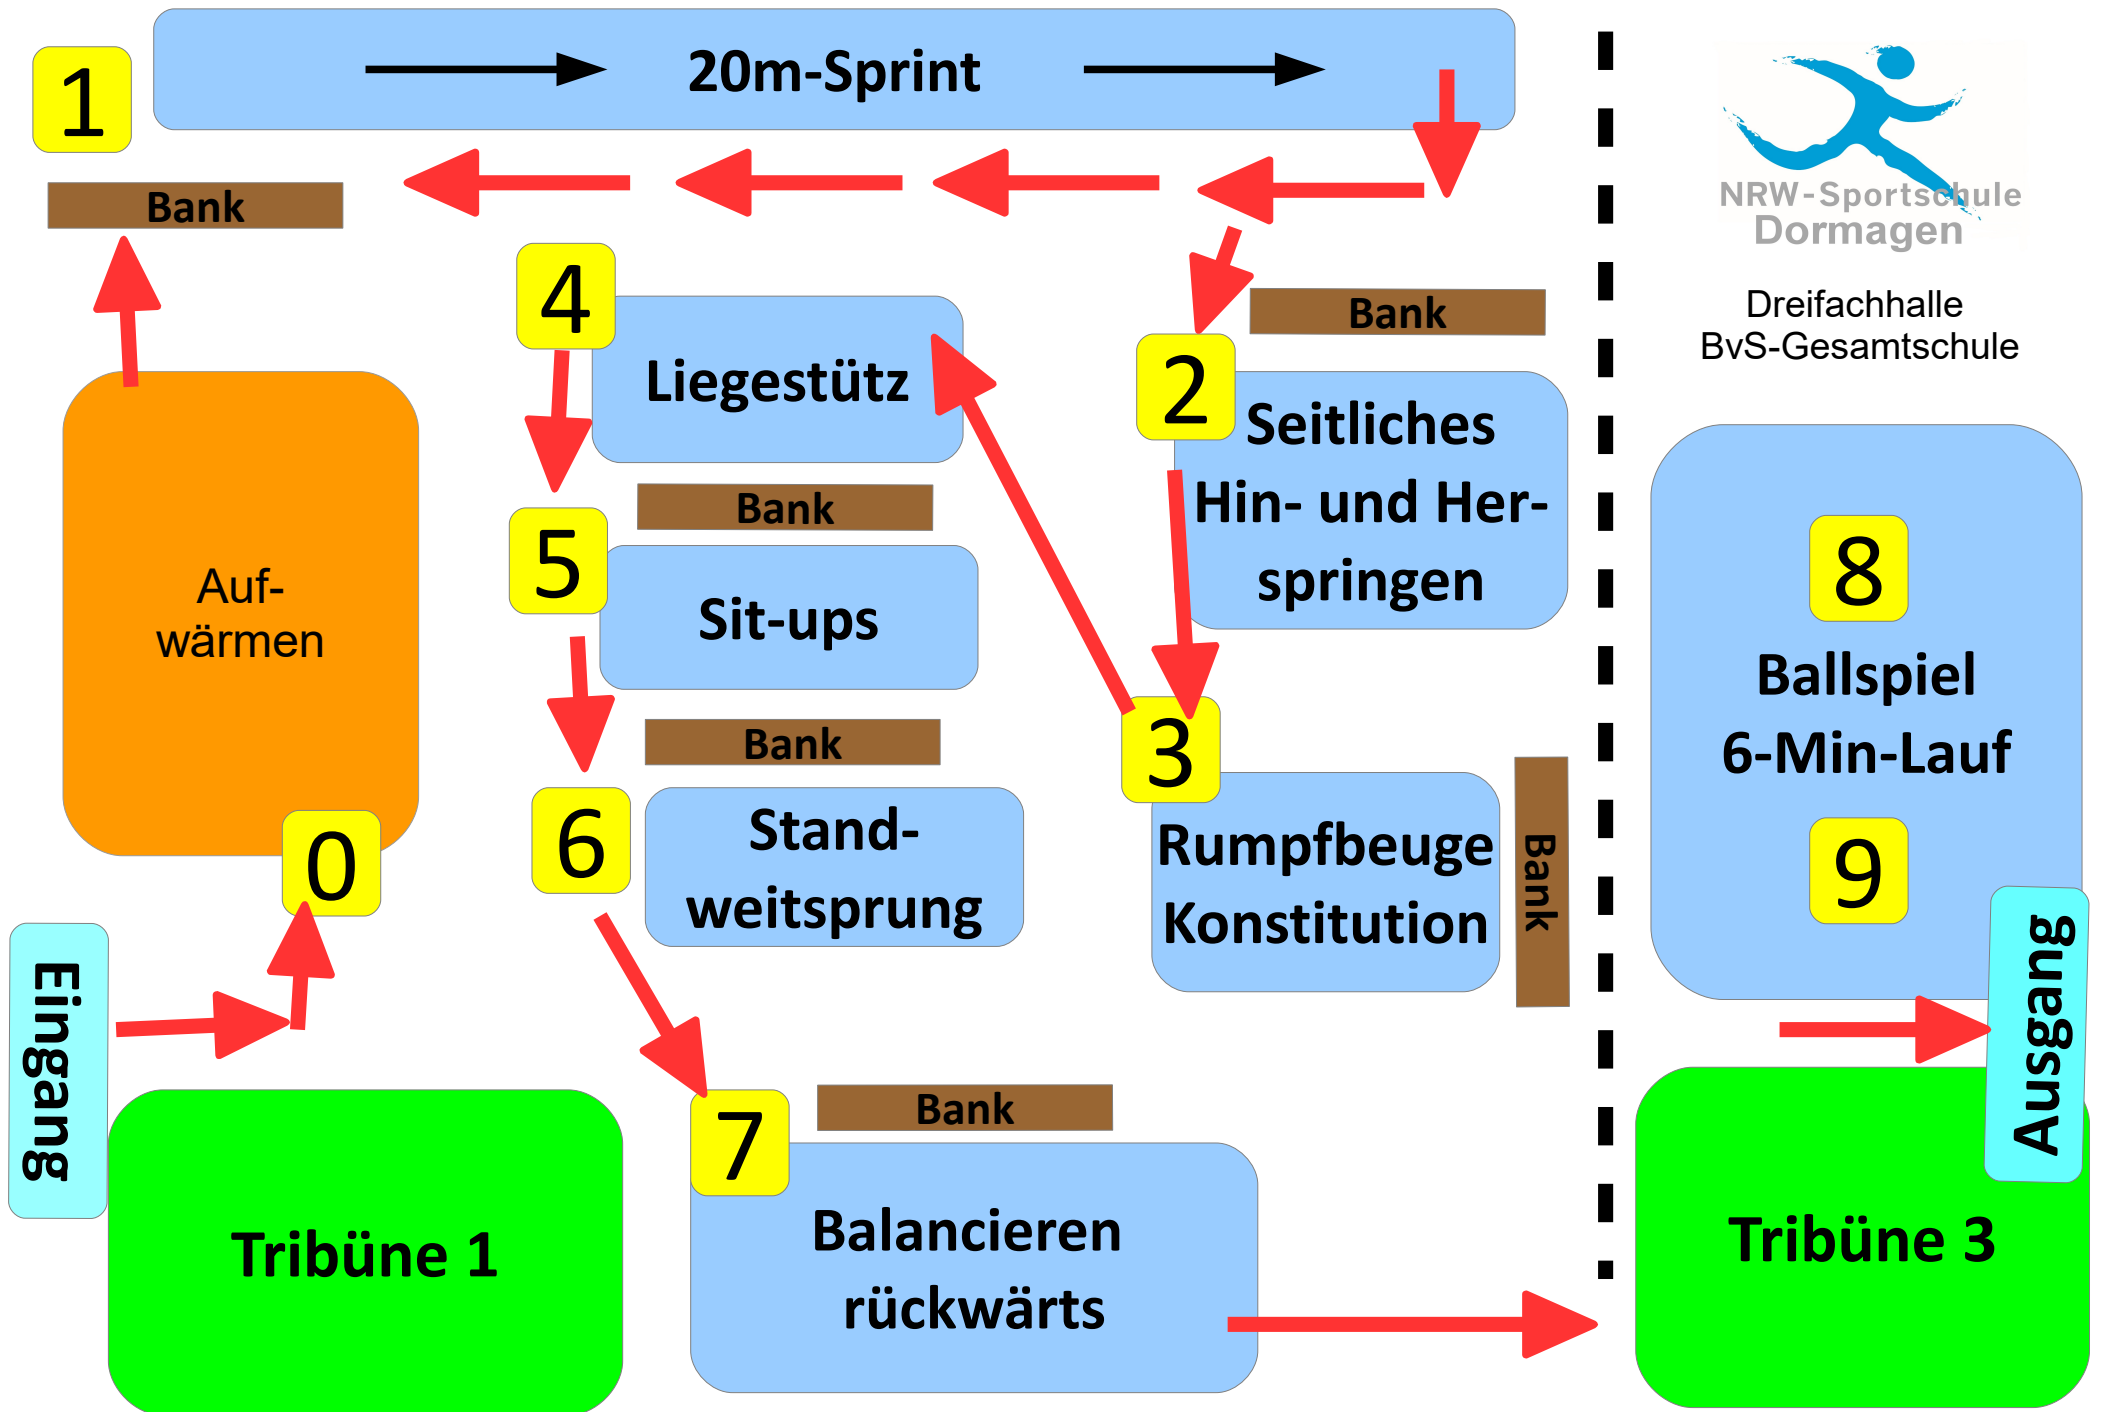 1
20m-Sprint
Bank
NRW-Sportschule
Dormagen
Dreifachhalle
BvS-Gesamtschule
4
Liegestütz
Bank
2
Seitliches
Hin- und Her-
springen
Auf-
wärmen
0
Bank
5
Sit-ups
8
Ballspiel
6-Min-Lauf
9
Bank
6
Stand-
weitsprung
3
Rumpfbeuge
Konstitution
Bank
Eingang
Ausgang
Tribüne 1
7
Bank
Balancieren
rückwärts
Tribüne 3